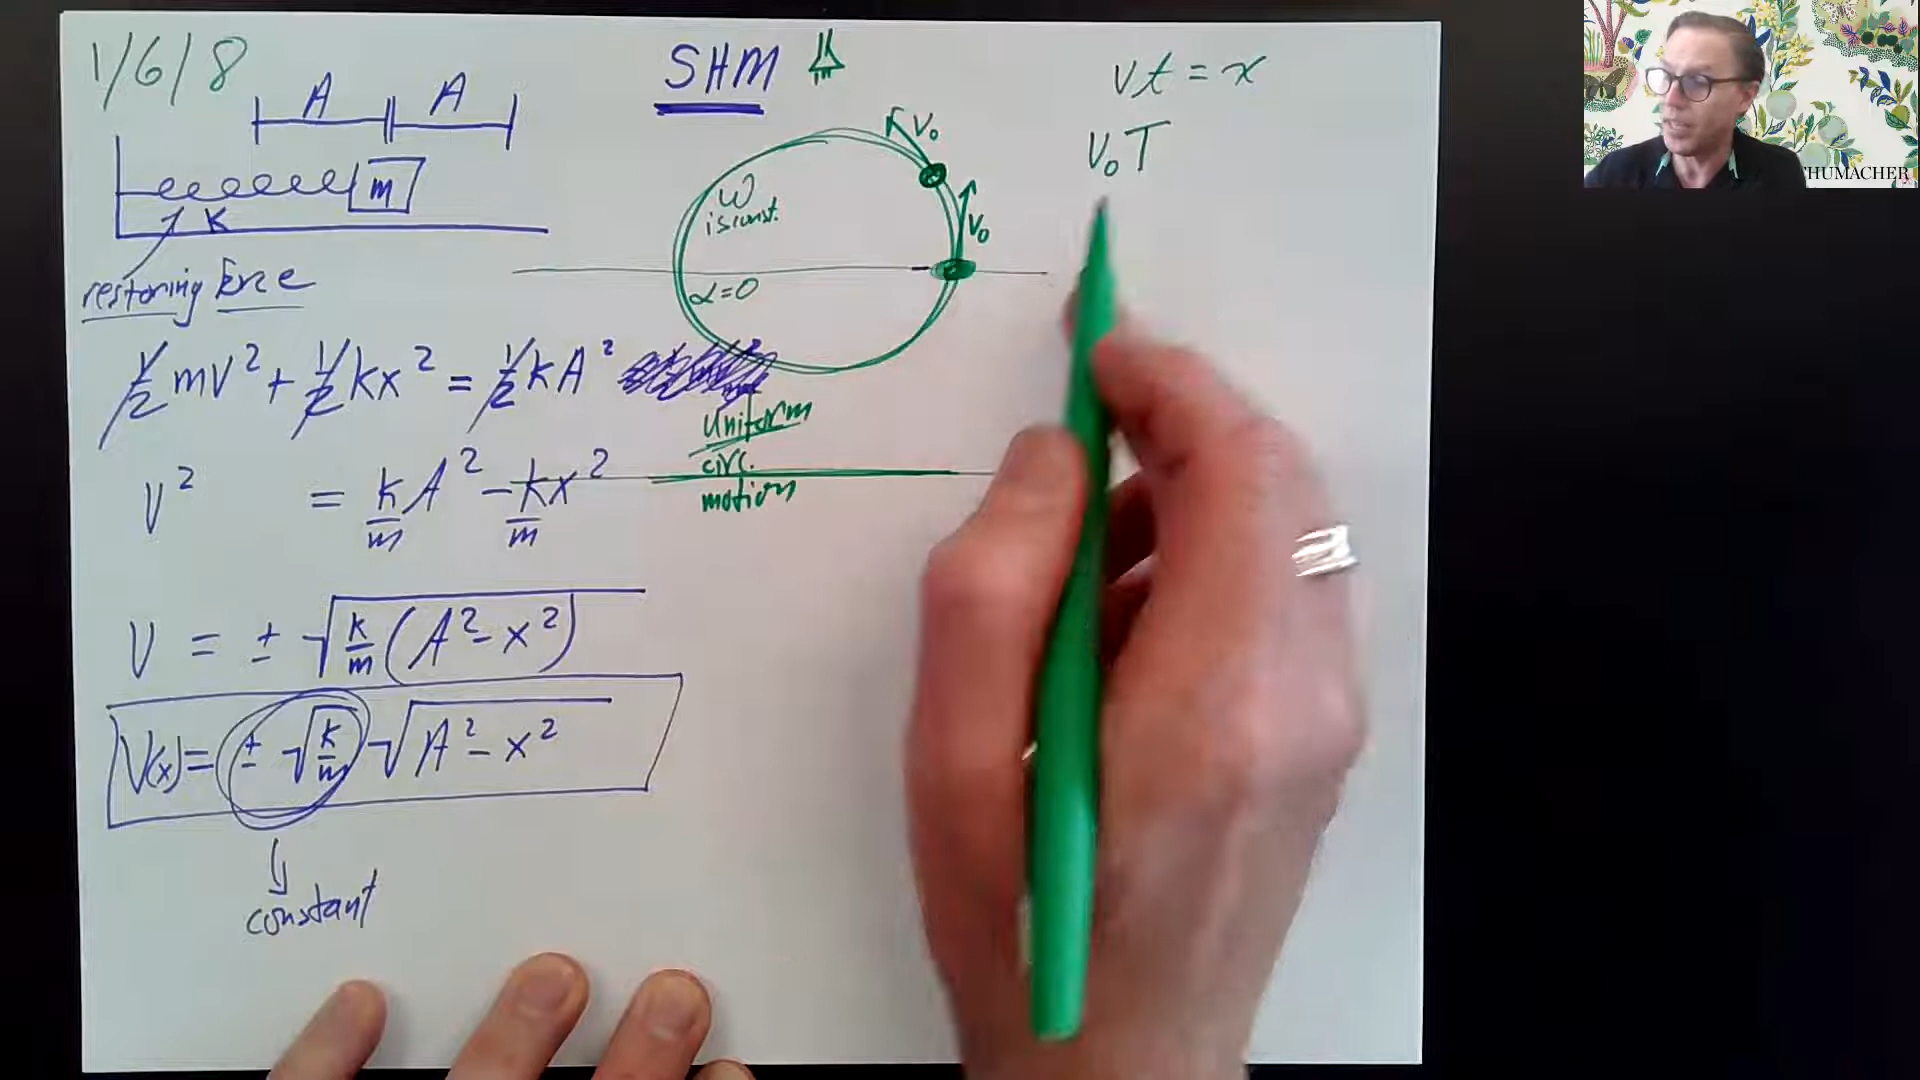 1/6/8
SHM
A A
m
K
restoring force
½mv² + ½kx² = ½kA²
v² = k/m A² - k/m x²
v = ± √(k/m (A² - x²))
v(x) = ± √(k/m) √(A² - x²)
constant
v₀
v₀
ω
is const.
α = 0
Uniform
circ.
motion
vt = x
v₀T
HUMACHER